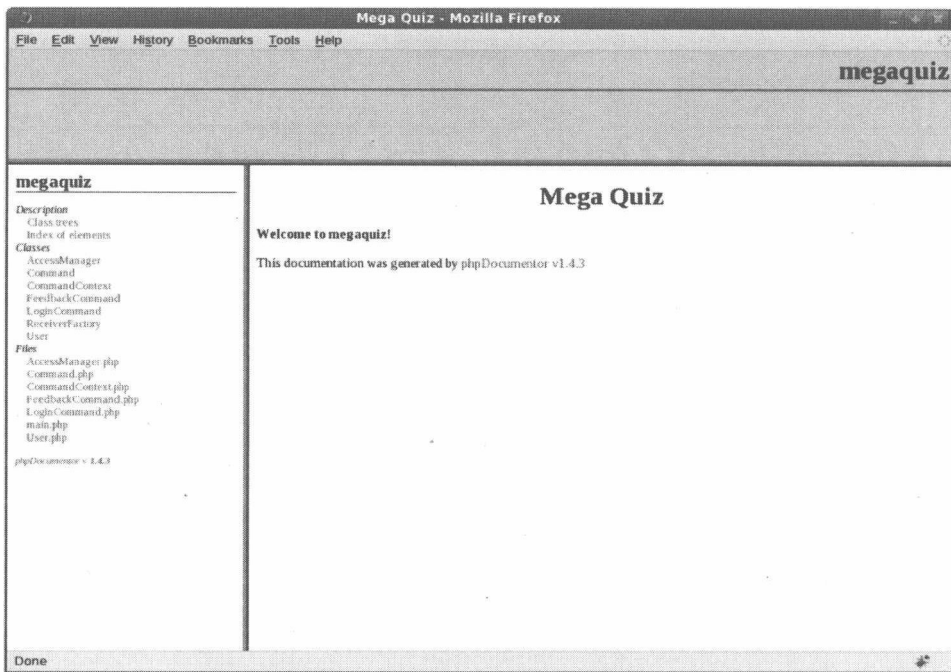 Mega Quiz - Mozilla Firefox
File Edit View History Bookmarks Tools Help
megaquiz
megaquiz
Description
Class trees
Index of elements
Classes
AccessManager
Command
CommandContext
FeedbackCommand
LoginCommand
ReceiverFactory
User
Files
AccessManager.php
Command.php
CommandContext.php
FeedbackCommand.php
LoginCommand.php
main.php
User.php
phpDocumentor v 1.4.3
Mega Quiz
Welcome to megaquiz!
This documentation was generated by phpDocumentor v1.4.3
Done